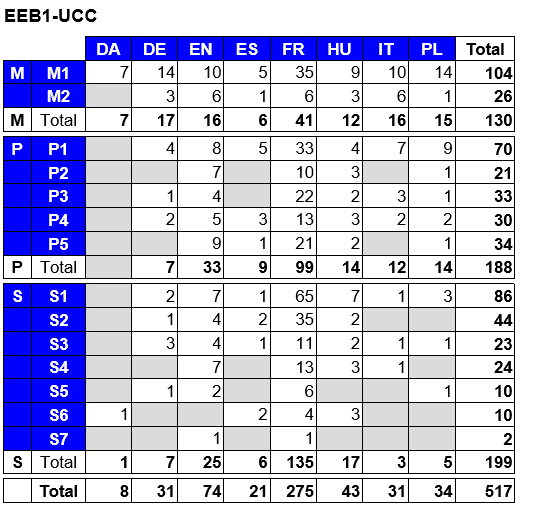 EEB1-UCC
DA DE EN ES FR HU IT PL Total
M M1 7 14 10 5 35 9 10 14 104
M2 3 6 1 6 3 6 1 26
M Total 7 17 16 6 41 12 16 15 130
P P1 4 8 5 33 4 7 9 70
P2 7 10 3 1 21
P3 1 4 22 2 3 1 33
P4 2 5 3 13 3 2 2 30
P5 9 1 21 2 1 34
P Total 7 33 9 99 14 12 14 188
S S1 2 7 1 65 7 1 3 86
S2 1 4 2 35 2 44
S3 3 4 1 11 2 1 1 23
S4 7 13 3 1 24
S5 1 2 6 1 10
S6 1 2 4 3 10
S7 1 1 2
S Total 1 7 25 6 135 17 3 5 199
Total 8 31 74 21 275 43 31 34 517